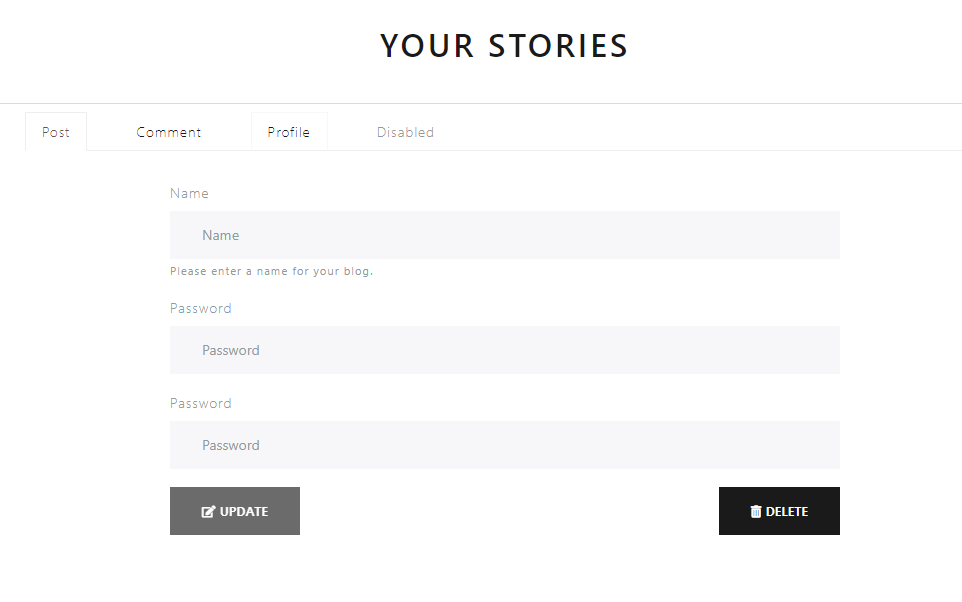 YOUR STORIES
Post Comment Profile Disabled
Name
Name
Please enter a name for your blog.
Password
Password
Password
Password
UPDATE DELETE